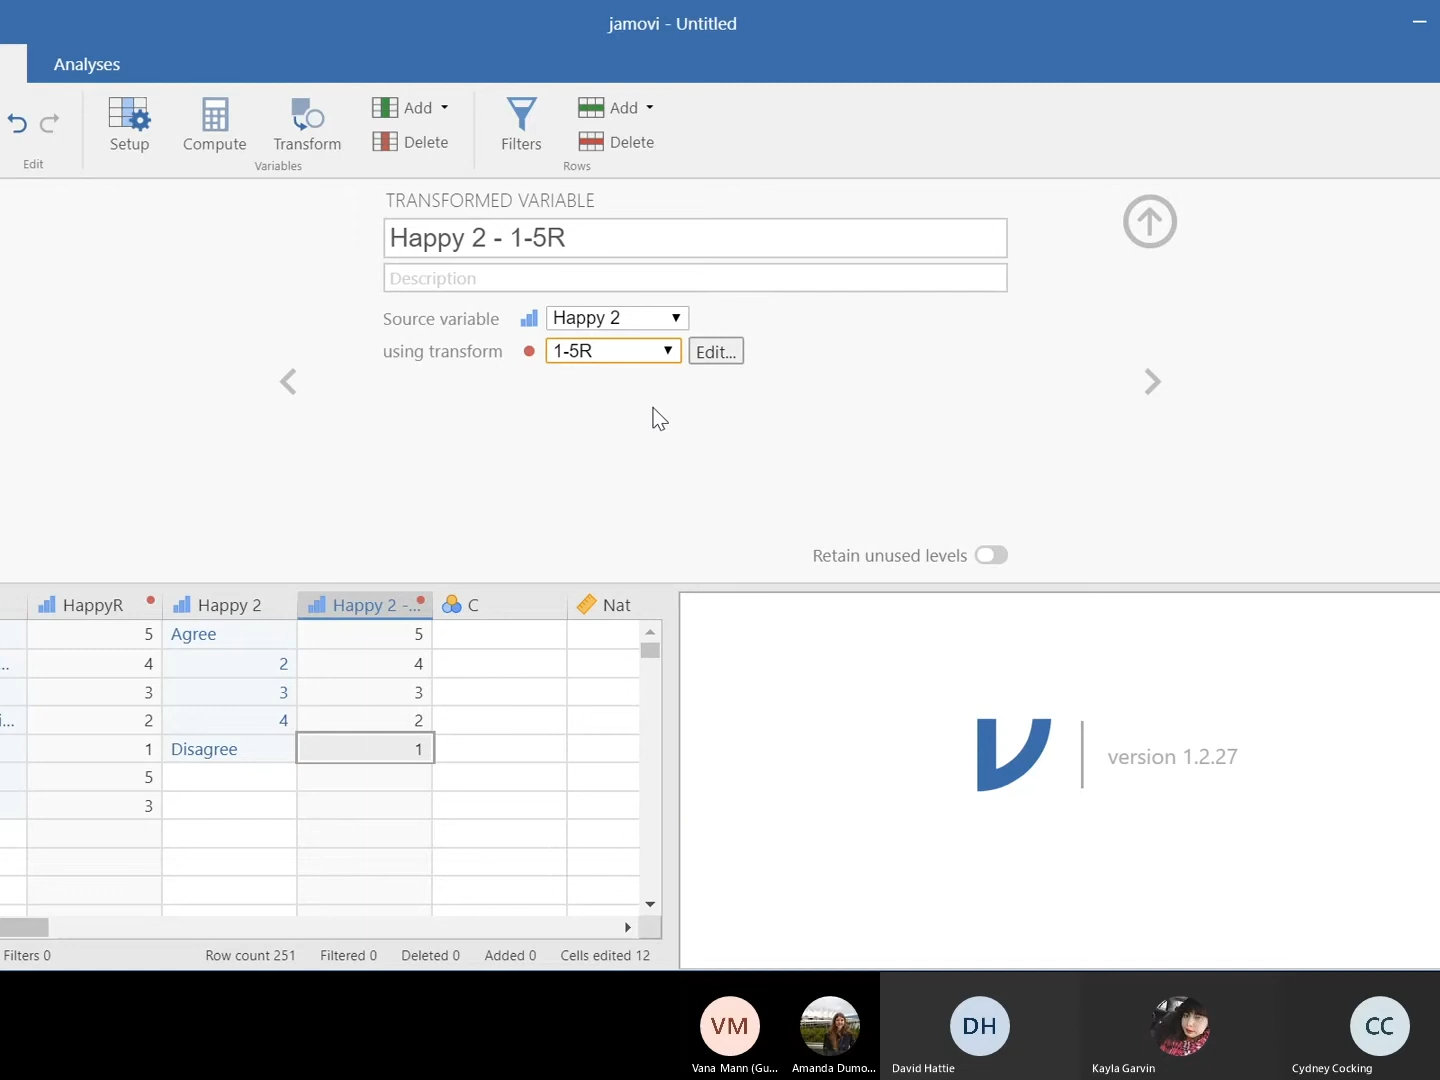 jamovi - Untitled
Analyses
Setup
Compute
Transform
Add
Delete
Filters
Add
Delete
Edit
Variables
Rows
TRANSFORMED VARIABLE
Happy 2 - 1-5R
Description
Source variable Happy 2
using transform 1-5R Edit...
Retain unused levels
HappyR Happy 2 Happy 2 -... C Nat
5 Agree 5
... 2 4
4
3 3 3
i... 2 4 2
1 Disagree 1
5
3
version 1.2.27
Filters 0 Row count 251 Filtered 0 Deleted 0 Added 0 Cells edited 12
VM DH CC
Vana Mann (Gu... Amanda Dumo... David Hattie Kayla Garvin Cydney Cocking